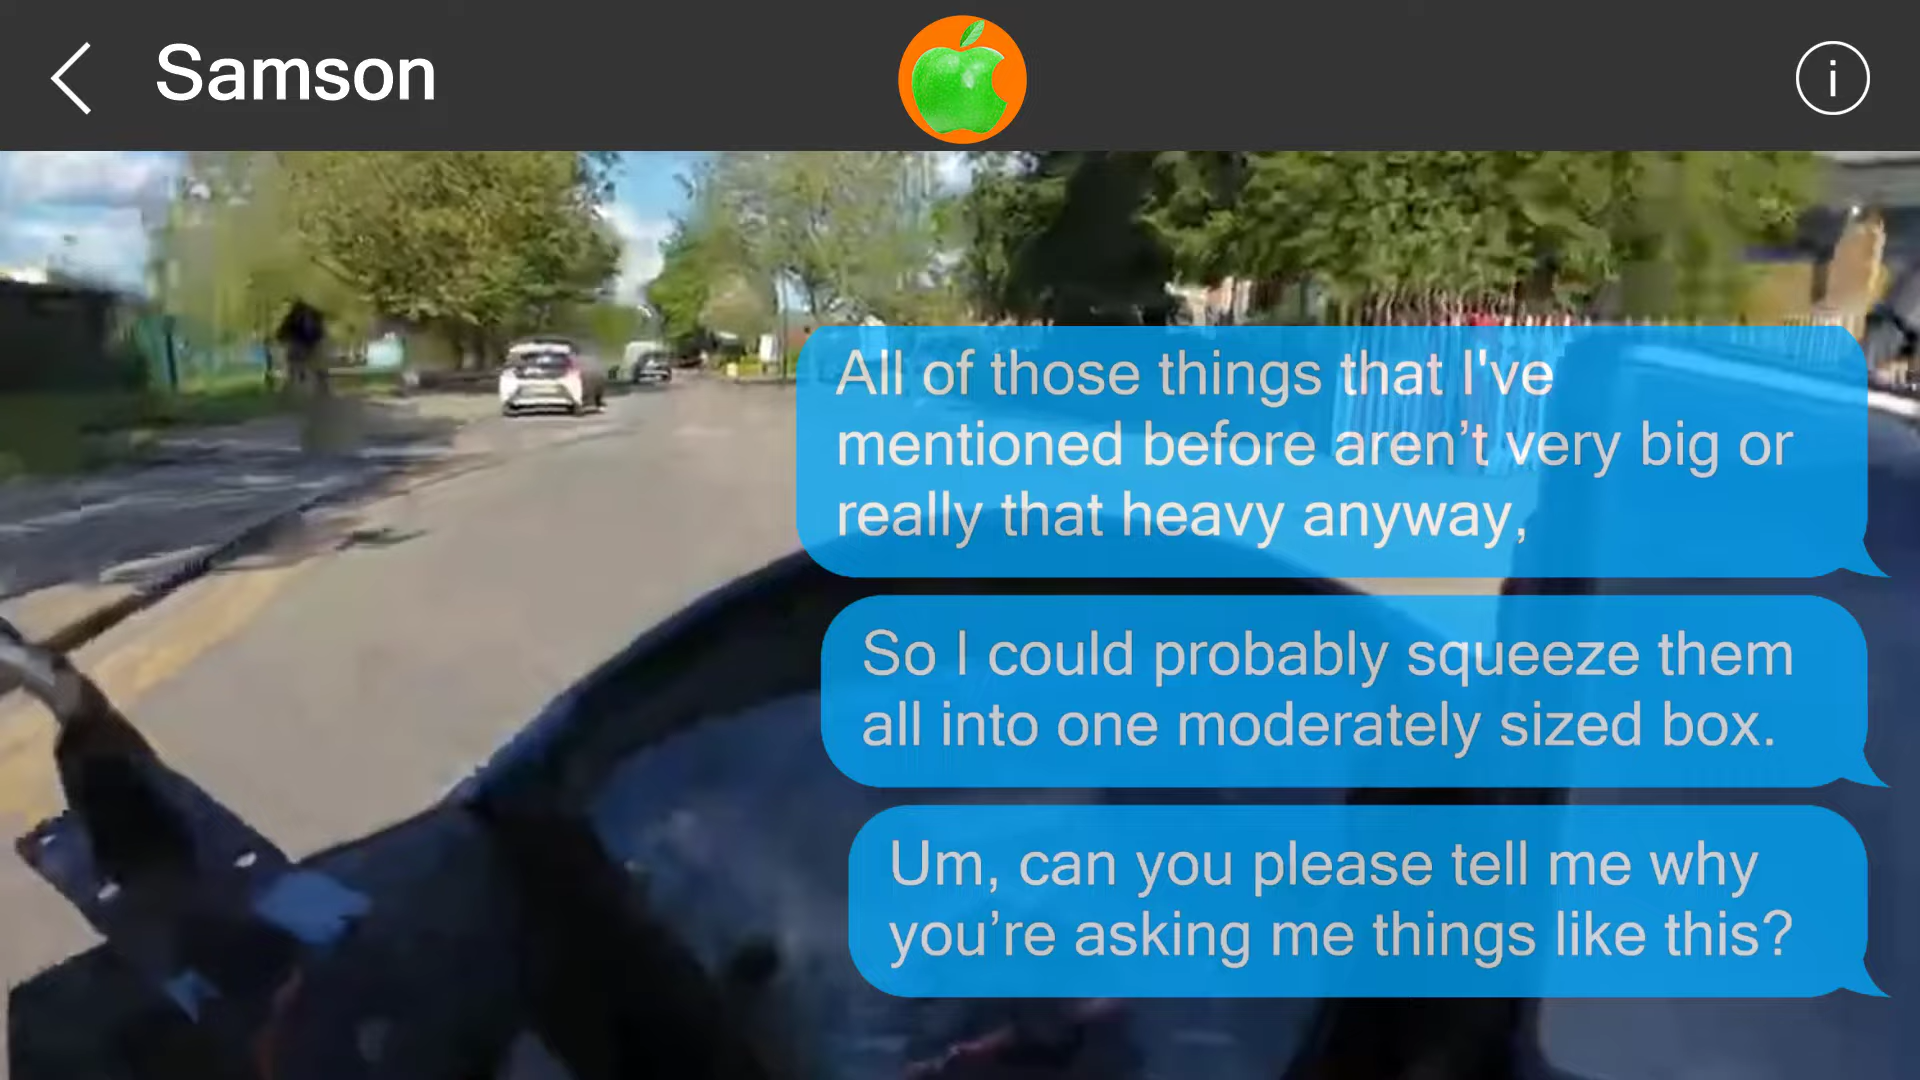 Samson
All of those things that I've
mentioned before aren’t very big or
really that heavy anyway,
So I could probably squeeze them
all into one moderately sized box.
Um, can you please tell me why
you’re asking me things like this?